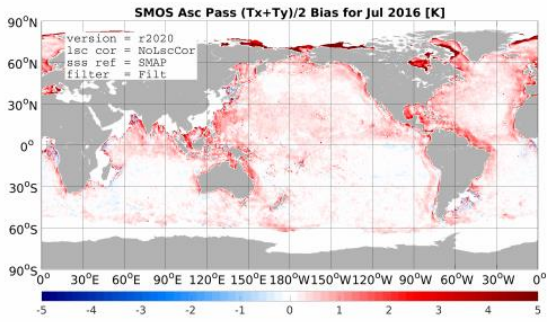 SMOS Asc Pass (Tx+Ty)/2 Bias for Jul 2016 [K]
90°N
version = r2020
lsc cor = NoLscCor
sss ref = SMAP
filter = Filt
60°N
30°N
0°
30°S
60°S
90°S
0° 30°E 60°E 90°E 120°E 150°E 180°W 150°W 120°W 90°W 60°W 30°W 0°
-5 -4 -3 -2 -1 0 1 2 3 4 5